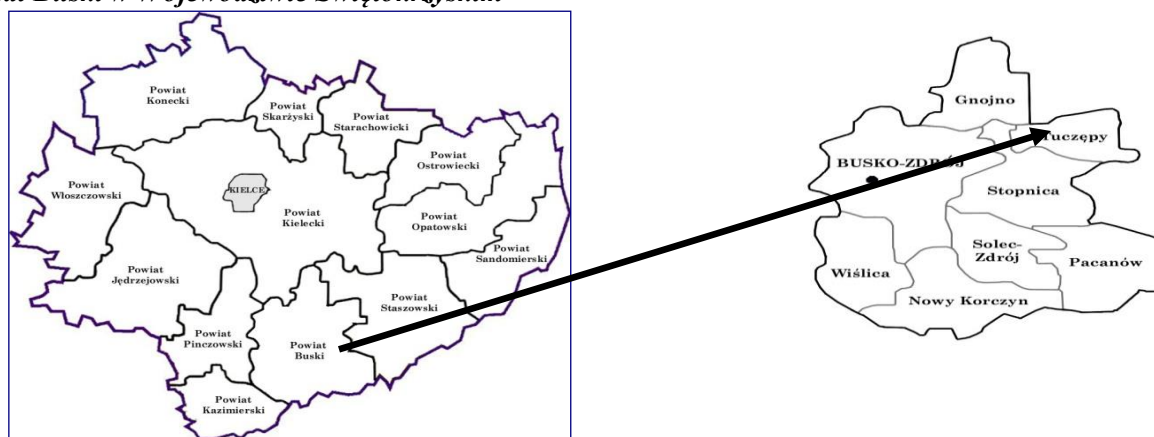 Powiat
Konecki
Powiat
Skarżyski
Powiat
Starachowicki
Powiat
Ostrowiecki
Powiat
Włoszczowski
KIELCE
Powiat
Kielecki
Powiat
Opatowski
Powiat
Sandomierski
Powiat
Jędrzejowski
Powiat
Staszowski
Powiat
Pinczowski
Powiat
Buski
Powiat
Kazimierski
Gnojno
Tuczępy
BUSKO-ZDRÓJ
Stopnica
Solec-
Zdrój
Pacanów
Wiślica
Nowy Korczyn